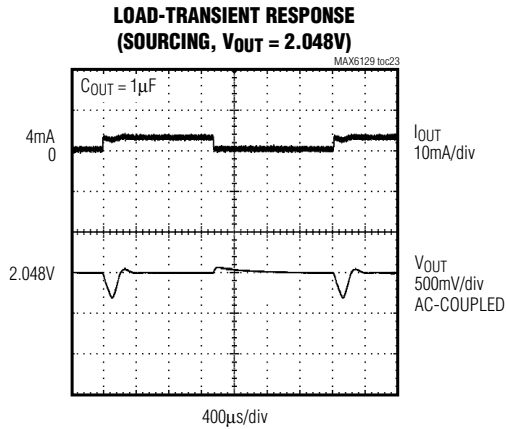 LOAD-TRANSIENT RESPONSE
(SOURCING, VOUT = 2.048V)
MAX6129 toc23
COUT = 1μF
4mA
0
IOUT
10mA/div
2.048V
VOUT
500mV/div
AC-COUPLED
400μs/div